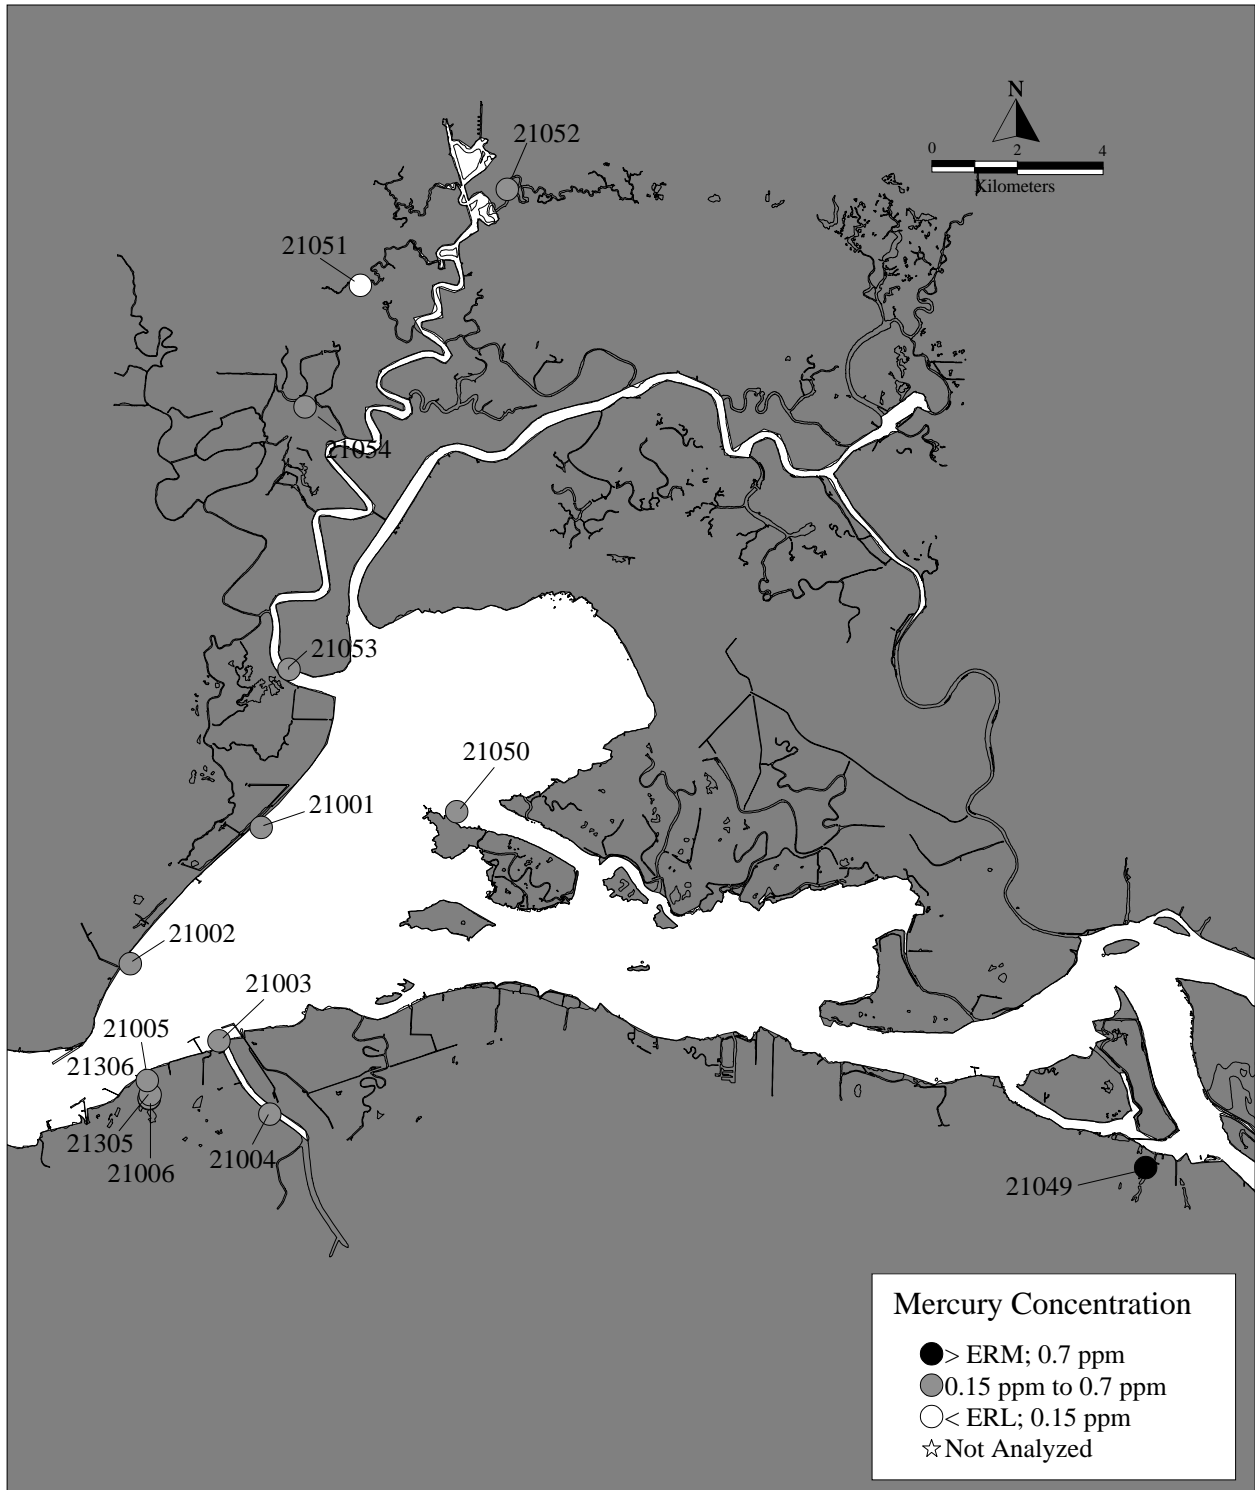 N
0 2 4
Kilometers
21052
21051
21054
21053
21050
21001
21002
21003
21005
21306
21305
21006
21004
21049
Mercury Concentration
> ERM; 0.7 ppm
0.15 ppm to 0.7 ppm
< ERL; 0.15 ppm
Not Analyzed